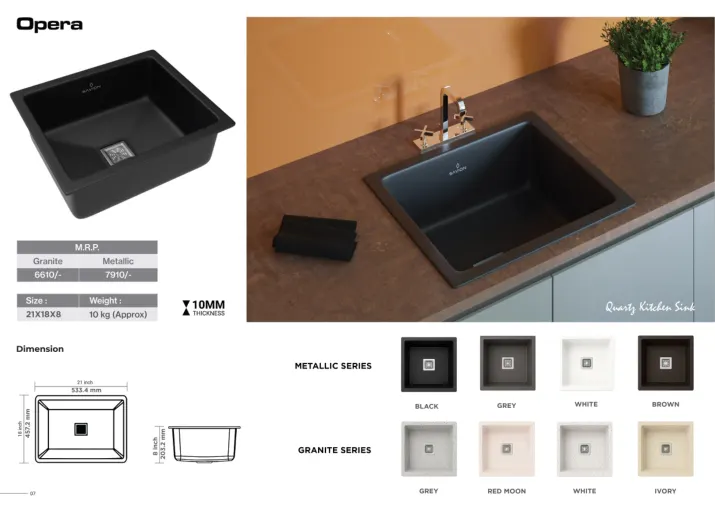 Opera
M.R.P.
Granite Metallic
6610/- 7910/-
Size : Weight :
21X18X8 10 kg (Approx)
10MM
THICKNESS
Quartz Kitchen Sink
Dimension
21 inch
533.4 mm
18 inch
457.2 mm
8 Inch
203.2 mm
METALLIC SERIES
BLACK
GREY
WHITE
BROWN
GRANITE SERIES
GREY
RED MOON
WHITE
IVORY
07